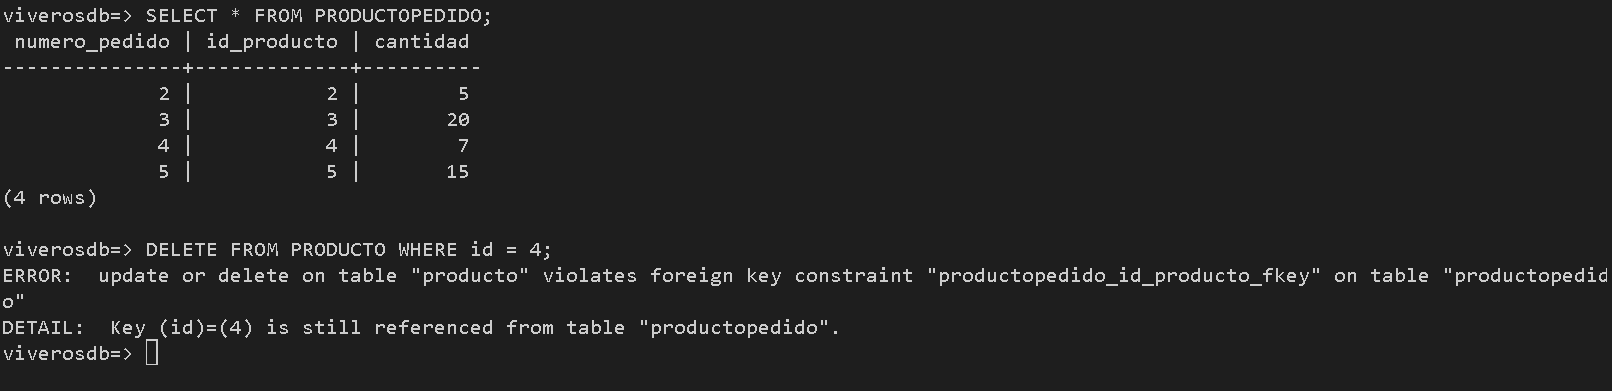 viverosdb=> SELECT * FROM PRODUCTOPEDIDO;
 numero_pedido | id_producto | cantidad
---------------+-------------+----------
             2 |           2 |        5
             3 |           3 |       20
             4 |           4 |        7
             5 |           5 |       15
(4 rows)

viverosdb=> DELETE FROM PRODUCTO WHERE id = 4;
ERROR:  update or delete on table "producto" violates foreign key constraint "productopedido_id_producto_fkey" on table "productopedid
o"
DETAIL:  Key (id)=(4) is still referenced from table "productopedido".
viverosdb=>